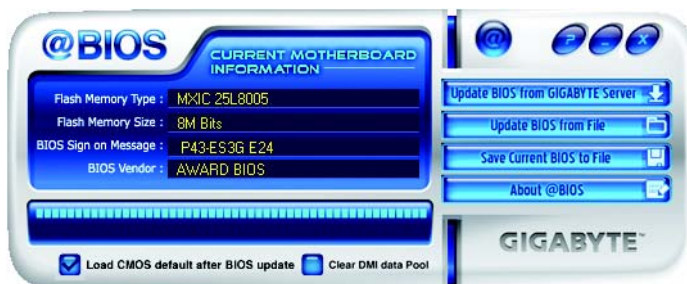 @BIOS
CURRENT MOTHERBOARD
INFORMATION
Flash Memory Type : MXIC 25L8005
Flash Memory Size : 8M Bits
BIOS Sign on Message : P43-ES3G E24
BIOS Vendor : AWARD BIOS
Load CMOS default after BIOS update
Clear DMI data Pool
@ ? – X
Update BIOS from GIGABYTE Server
Update BIOS from File
Save Current BIOS to File
About @BIOS
GIGABYTE™